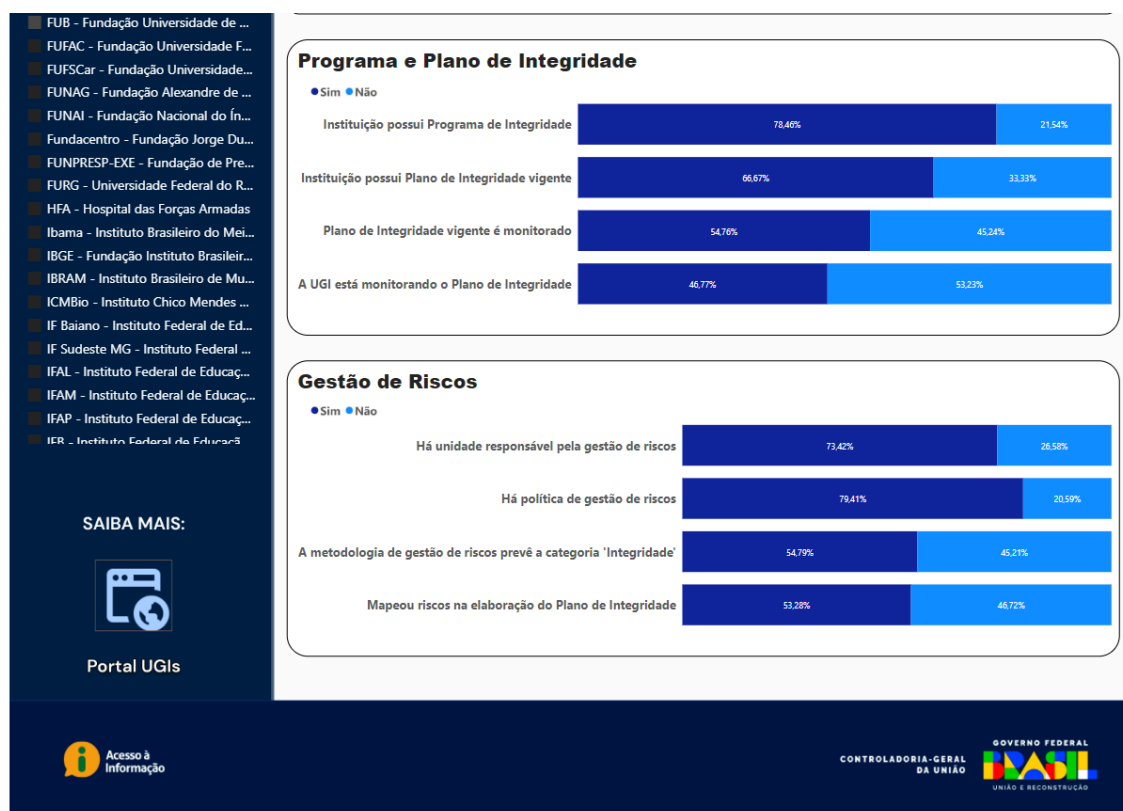 FUB - Fundação Universidade de ...
FUFAC - Fundação Universidade F...
FUFSCar - Fundação Universidade...
FUNAG - Fundação Alexandre de ...
FUNAI - Fundação Nacional do Ín...
Fundacentro - Fundação Jorge Du...
FUNPRESP-EXE - Fundação de Pre...
FURG - Universidade Federal do R...
HFA - Hospital das Forças Armadas
Ibama - Instituto Brasileiro do Mei...
IBGE - Fundação Instituto Brasileir...
IBRAM - Instituto Brasileiro de Mu...
ICMBio - Instituto Chico Mendes ...
IF Baiano - Instituto Federal de Ed...
IF Sudeste MG - Instituto Federal ...
IFAL - Instituto Federal de Educaç...
IFAM - Instituto Federal de Educaç...
IFAP - Instituto Federal de Educaç...
IFB - Instituto Federal de Educaçã
SAIBA MAIS:
Portal UGIs
Programa e Plano de Integridade
Sim Não
Instituição possui Programa de Integridade 78,46% 21,54%
Instituição possui Plano de Integridade vigente 66,67% 33,33%
Plano de Integridade vigente é monitorado 54,76% 45,24%
A UGI está monitorando o Plano de Integridade 46,77% 53,23%
Gestão de Riscos
Sim Não
Há unidade responsável pela gestão de riscos 73,42% 26,58%
Há política de gestão de riscos 79,41% 20,59%
A metodologia de gestão de riscos prevê a categoria 'Integridade' 54,79% 45,21%
Mapeou riscos na elaboração do Plano de Integridade 53,28% 46,72%
Acesso à
Informação
CONTROLADORIA-GERAL
DA UNIÃO
GOVERNO FEDERAL
BRASIL
UNIÃO E RECONSTRUÇÃO